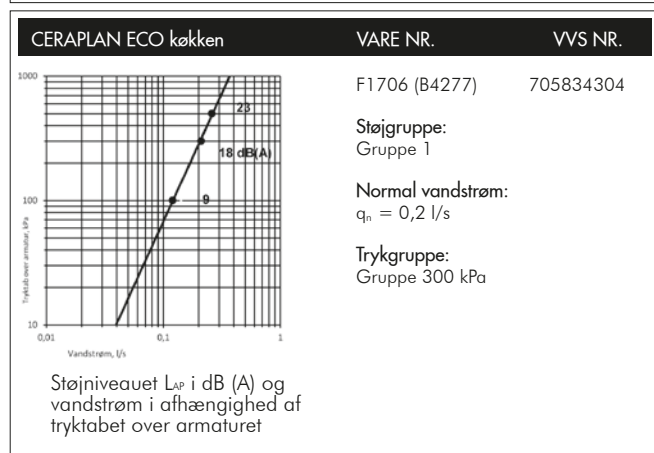 CERAPLAN ECO køkken VARE NR. VVS NR.
F1706 (B4277) 705834304
Støjgruppe:
Gruppe 1
Normal vandstrøm:
qn = 0,2 l/s
Trykgruppe:
Gruppe 300 kPa
1000
23
18 dB(A)
100
9
10
0,01 0,1 1
Tryktab over armatur, kPa
Vandstrøm, l/s
Støjniveauet LAP i dB (A) og
vandstrøm i afhængighed af
tryktabet over armaturet